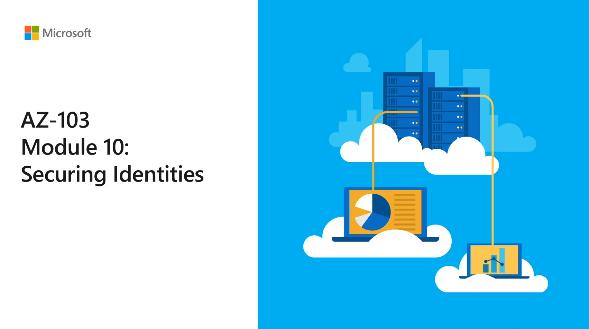 Microsoft
AZ-103
Module 10:
Securing Identities